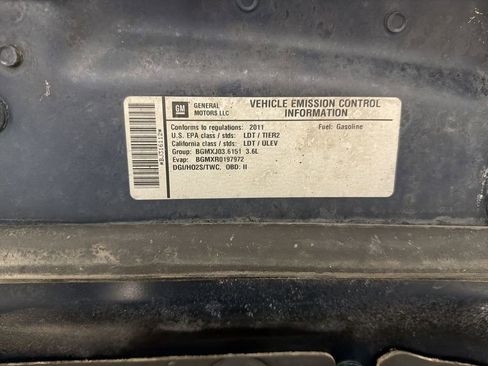 GM
GENERAL MOTORS LLC
VEHICLE EMISSION CONTROL
INFORMATION
Conforms to regulations: 2011 Fuel: Gasoline
U.S. EPA class / stds: LDT / TIER2
California class / stds: LDT / ULEV
Group: BGMXJ03.6151 3.6L
Evap: BGMXR0197972
DGI/HO2S/TWC, OBD: II